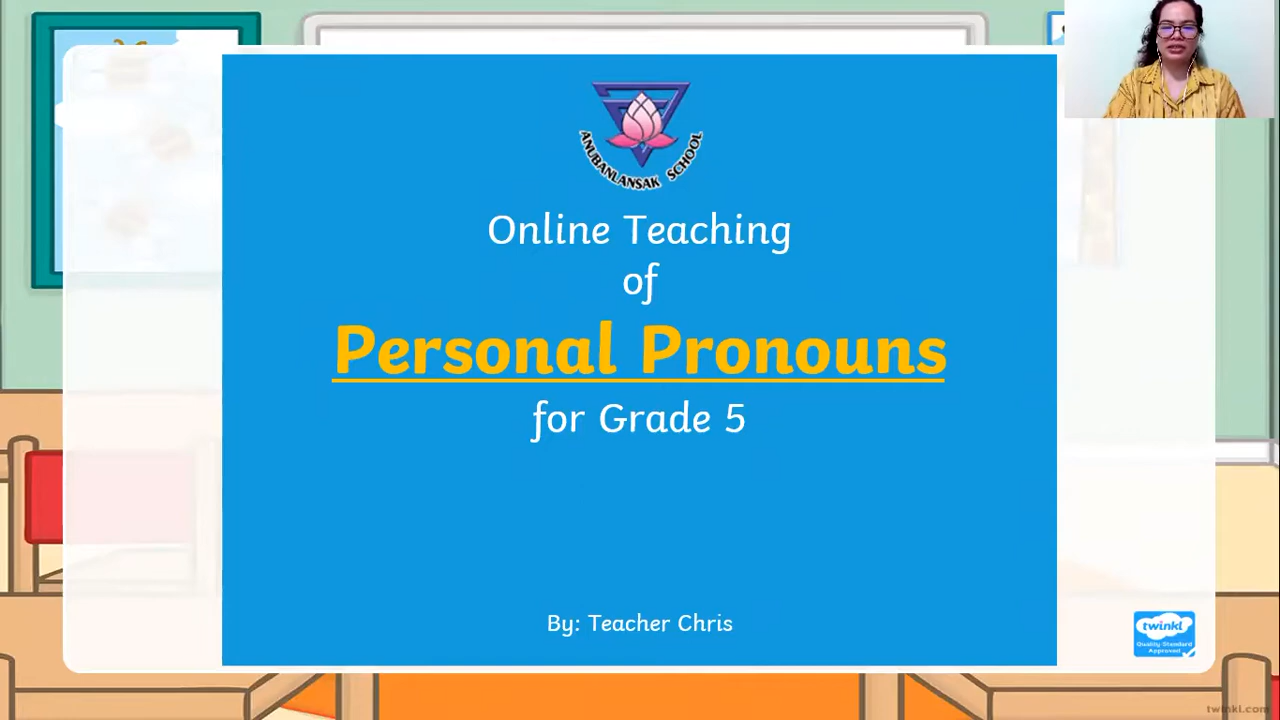 ANUBANLANSAK SCHOOL
Online Teaching
of
Personal Pronouns
for Grade 5
By: Teacher Chris
twinkl
Quality Standard
Approved
twinkl.com